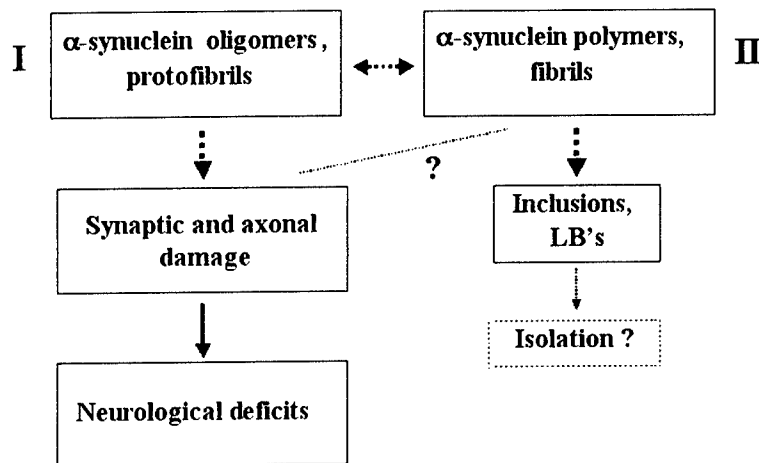 I
α-synuclein oligomers,
protofibrils
α-synuclein polymers,
fibrils
II
?
Synaptic and axonal
damage
Inclusions,
LB's
Isolation ?
Neurological deficits